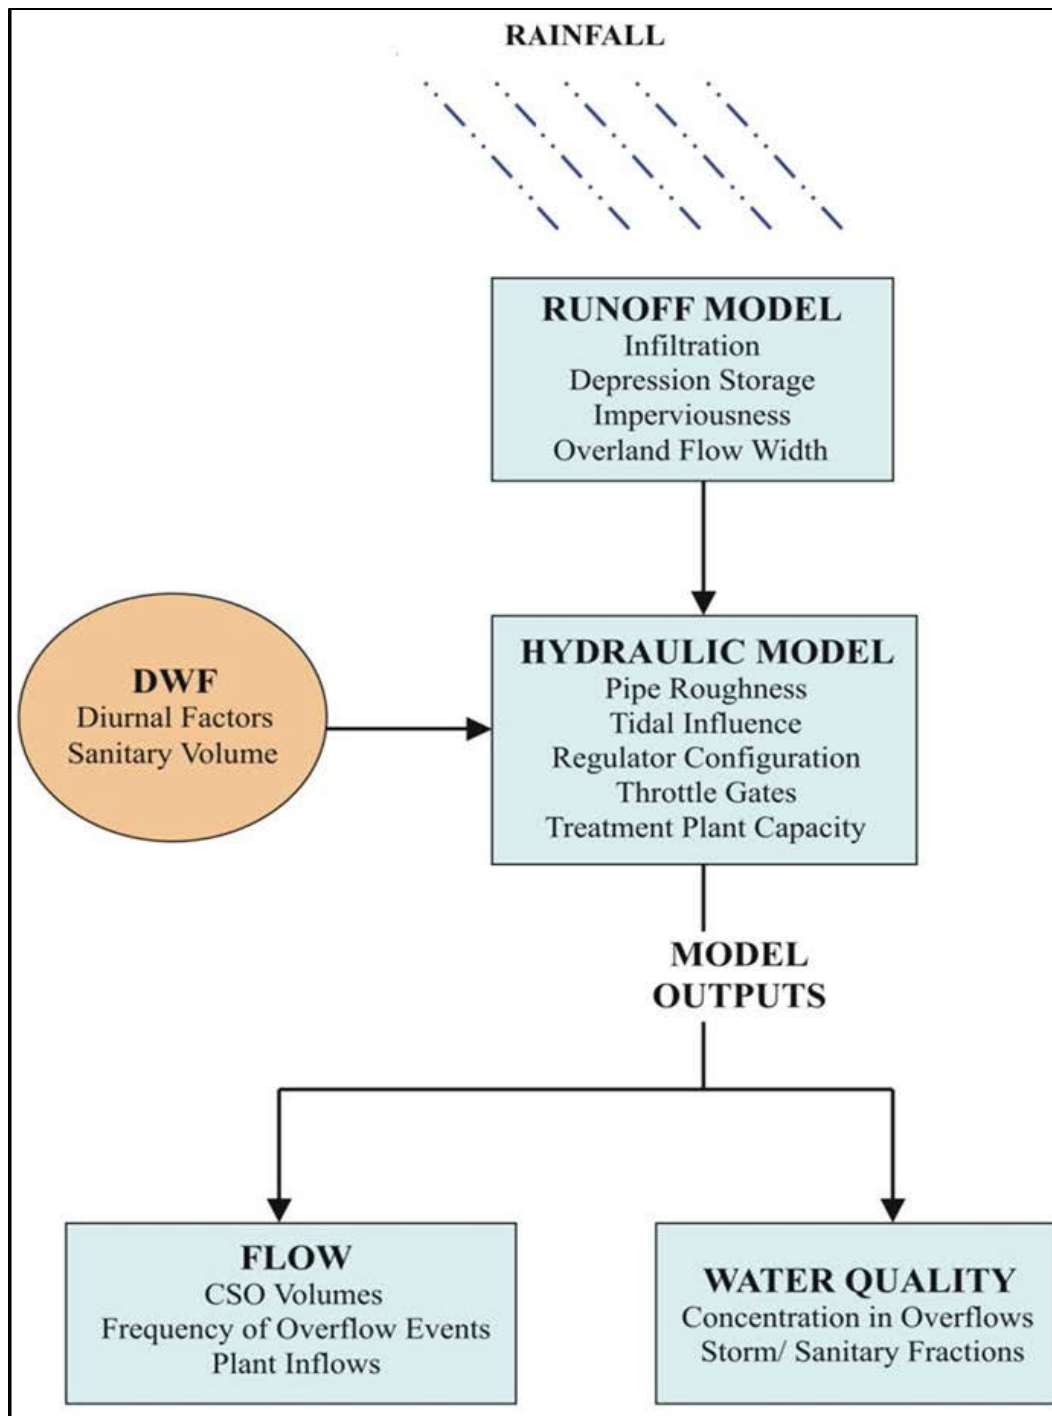 RAINFALL
RUNOFF MODEL
Infiltration
Depression Storage
Imperviousness
Overland Flow Width
DWF
Diurnal Factors
Sanitary Volume
HYDRAULIC MODEL
Pipe Roughness
Tidal Influence
Regulator Configuration
Throttle Gates
Treatment Plant Capacity
MODEL
OUTPUTS
FLOW
CSO Volumes
Frequency of Overflow Events
Plant Inflows
WATER QUALITY
Concentration in Overflows
Storm/ Sanitary Fractions